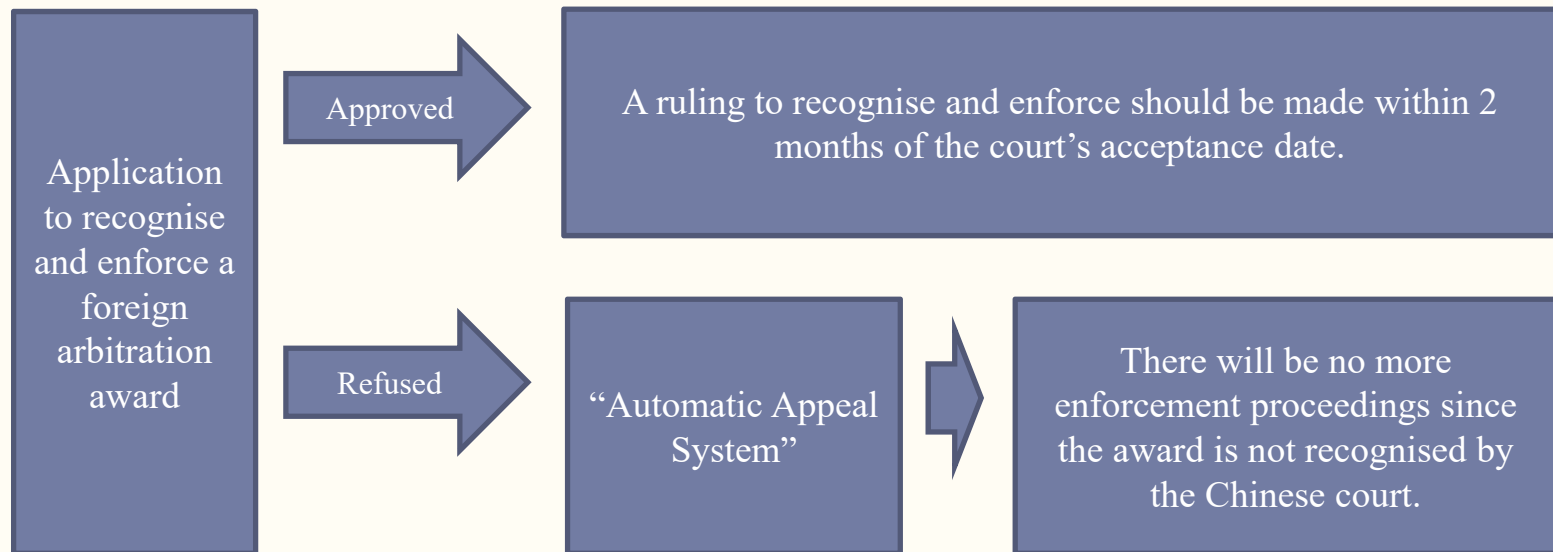 Application
to recognise
and enforce a
foreign
arbitration
award
Approved
A ruling to recognise and enforce should be made within 2
months of the court’s acceptance date.
Refused
“Automatic Appeal
System”
There will be no more
enforcement proceedings since
the award is not recognised by
the Chinese court.